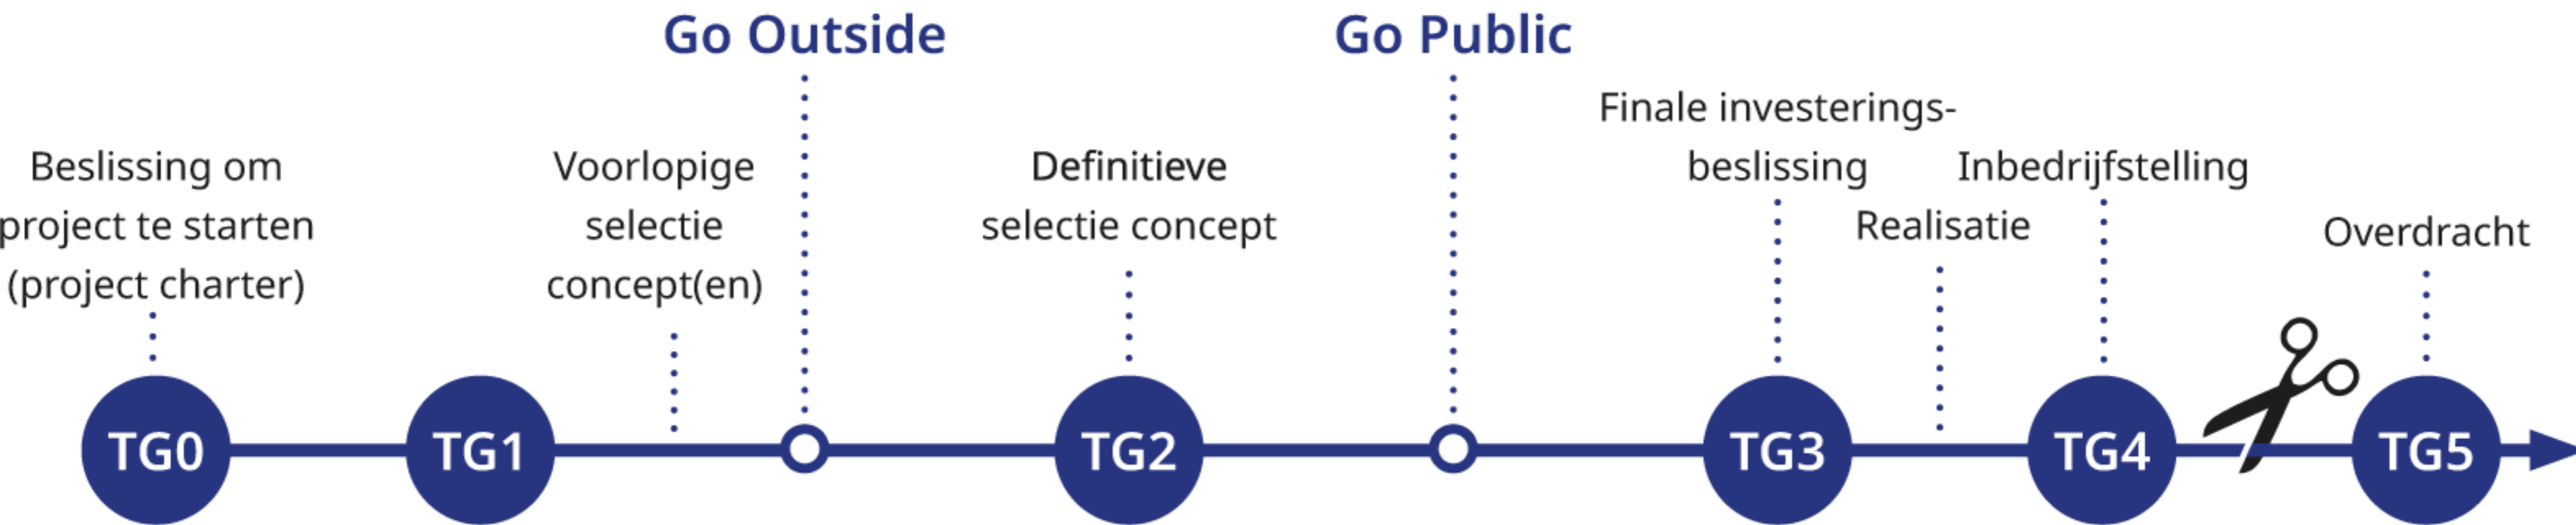 Go Outside
Go Public
Beslissing om
project te starten
(project charter)
Voorlopige
selectie
concept(en)
Definitieve
selectie concept
Finale investerings-
beslissing
Realisatie
Inbedrijfstelling
Overdracht
TG0
TG1
TG2
TG3
TG4
TG5